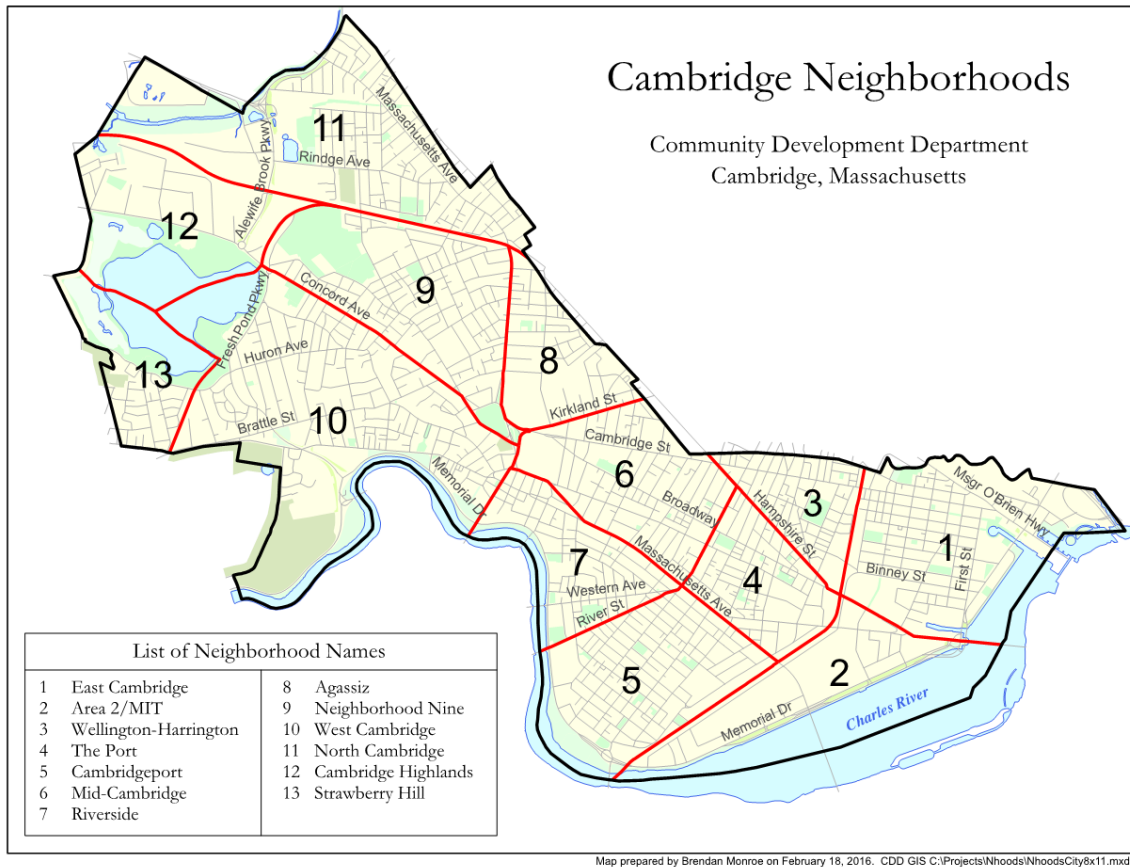 Cambridge Neighborhoods
Community Development Department
Cambridge, Massachusetts
11
Massachusetts Ave
Rindge Ave
Alewife Brook Pkwy
12
9
Concord Ave
Fresh Pond Pkwy
Huron Ave
13
8
Kirkland St
10
Brattle St
Cambridge St
6
Memorial Dr
Broadway
3
Hampshire St
Msgr O'Brien Hwy
1
First St
Binney St
7
Massachusetts Ave
4
Western Ave
River St
5
2
Memorial Dr
Charles River
List of Neighborhood Names
1 East Cambridge
2 Area 2/MIT
3 Wellington-Harrington
4 The Port
5 Cambridgeport
6 Mid-Cambridge
7 Riverside
8 Agassiz
9 Neighborhood Nine
10 West Cambridge
11 North Cambridge
12 Cambridge Highlands
13 Strawberry Hill
Map prepared by Brendan Monroe on February 18, 2016. CDD GIS C:\Projects\Nhoods\NhoodsCity8x11.mxd